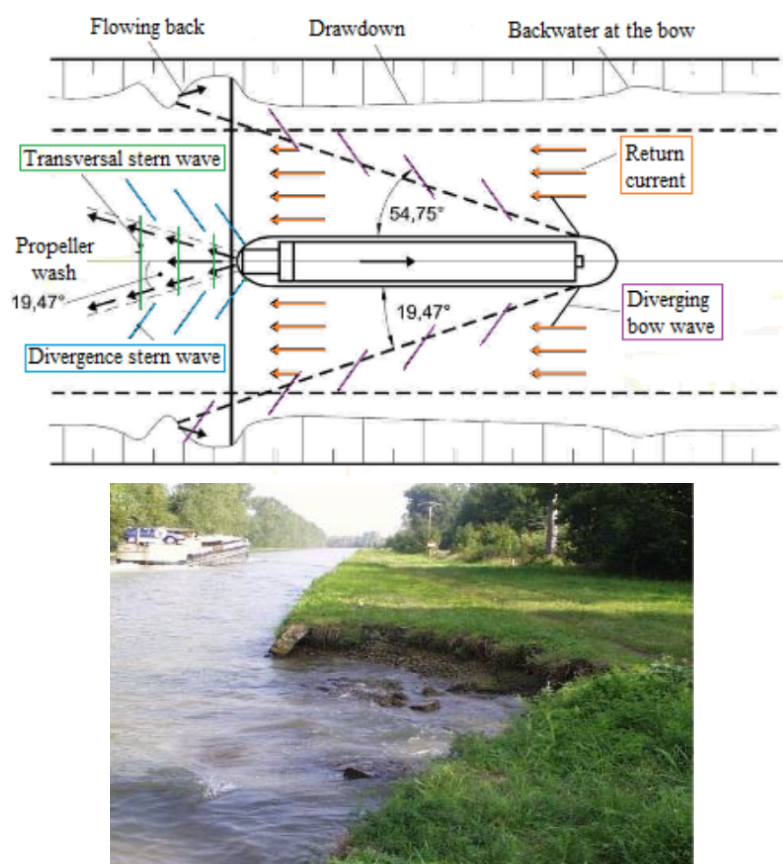 Flowing back
Drawdown
Backwater at the bow
Transversal stern wave
Return
current
54,75°
Propeller
wash
19,47°
19,47°
Diverging
bow wave
Divergence stern wave